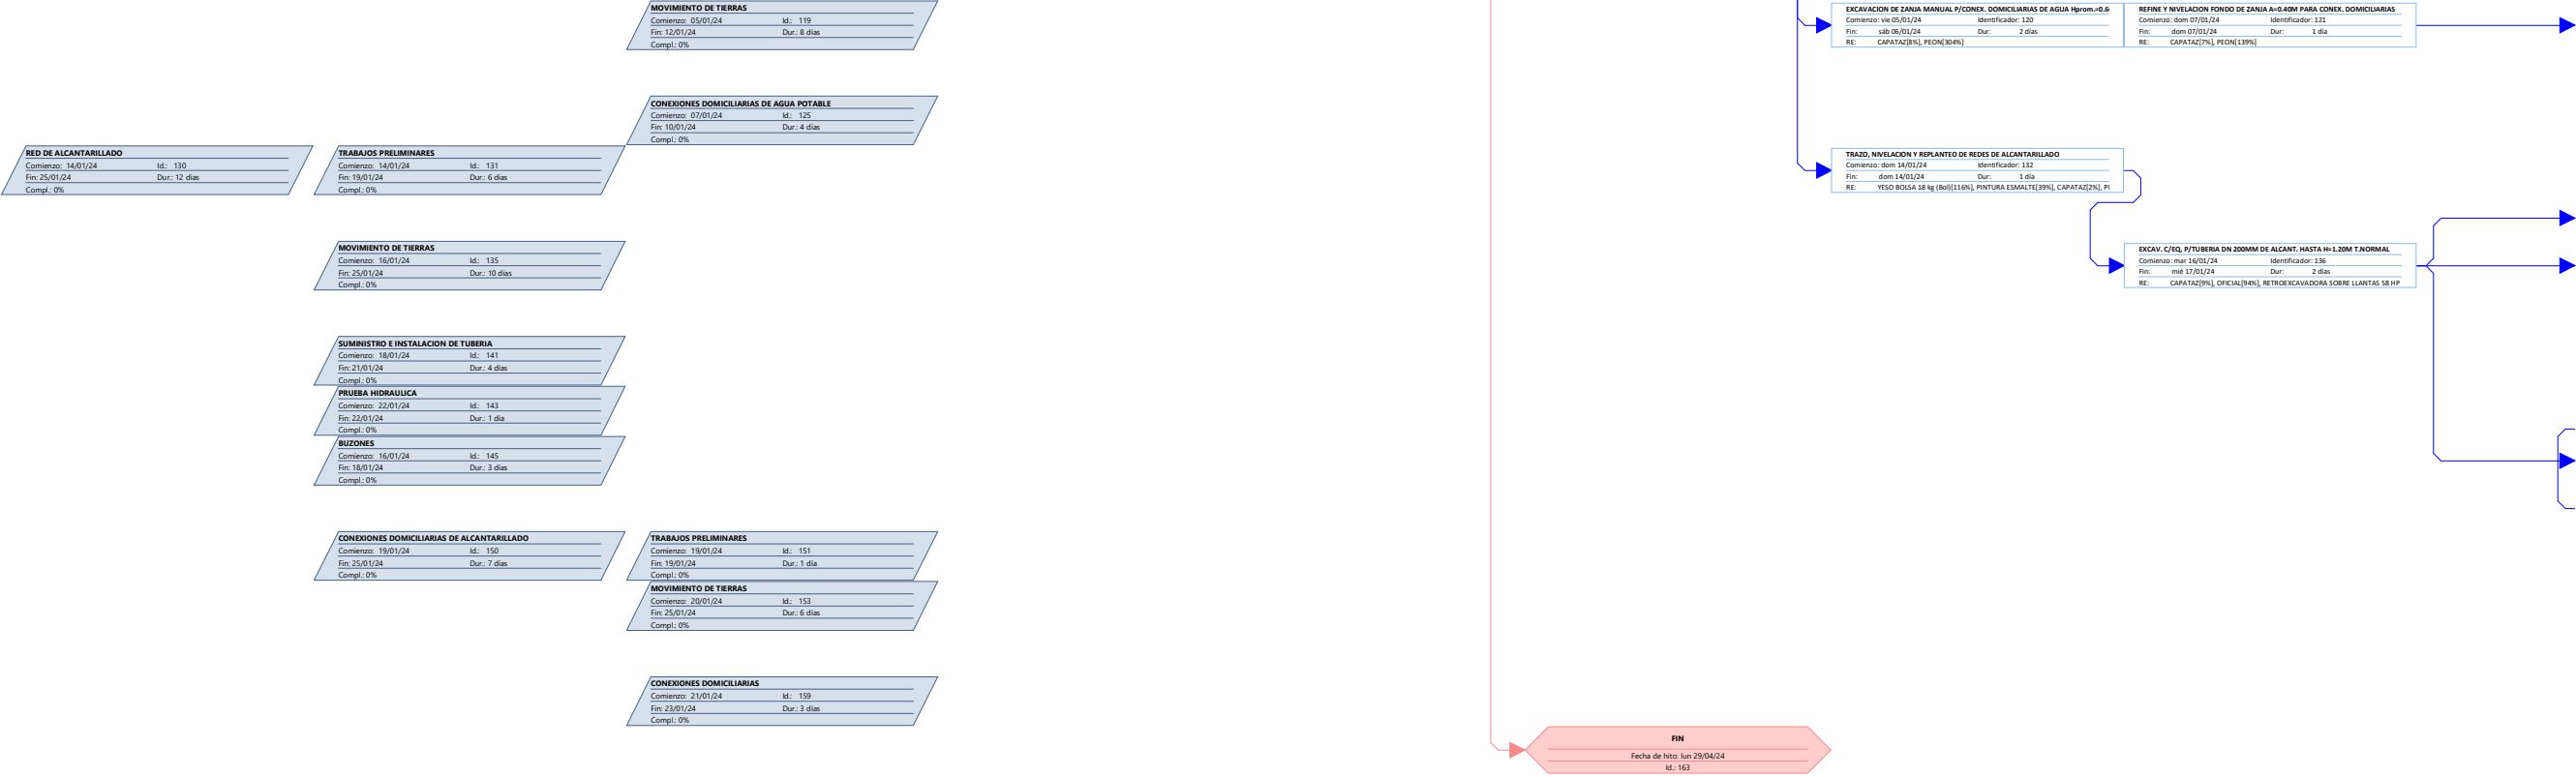 MOVIMIENTO DE TIERRAS
Comienzo: 05/01/24 Id.: 119
Fin: 12/01/24 Dur.: 8 días
Compl.: 0%
EXCAVACION DE ZANJA MANUAL P/CONEX. DOMICILIARIAS DE AGUA Hprom.=0.6
Comienzo: vie 05/01/24 Identificador: 120
Fin: sáb 06/01/24 Dur: 2 días
RE: CAPATAZ[8%], PEON[304%]
REFINE Y NIVELACION FONDO DE ZANJA A=0.40M PARA CONEX. DOMICILIARIAS
Comienzo: dom 07/01/24 Identificador: 121
Fin: dom 07/01/24 Dur: 1 día
RE: CAPATAZ[7%], PEON[139%]
CONEXIONES DOMICILIARIAS DE AGUA POTABLE
Comienzo: 07/01/24 Id.: 125
Fin: 10/01/24 Dur.: 4 días
Compl.: 0%
RED DE ALCANTARILLADO
Comienzo: 14/01/24 Id.: 130
Fin: 25/01/24 Dur.: 12 días
Compl.: 0%
TRABAJOS PRELIMINARES
Comienzo: 14/01/24 Id.: 131
Fin: 19/01/24 Dur.: 6 días
Compl.: 0%
TRAZO, NIVELACION Y REPLANTEO DE REDES DE ALCANTARILLADO
Comienzo: dom 14/01/24 Identificador: 132
Fin: dom 14/01/24 Dur: 1 día
RE: YESO BOLSA 18 kg (Bol)[116%], PINTURA ESMALTE[39%], CAPATAZ[2%], PI
MOVIMIENTO DE TIERRAS
Comienzo: 16/01/24 Id.: 135
Fin: 25/01/24 Dur.: 10 días
Compl.: 0%
EXCAV. C/EQ, P/TUBERIA DN 200MM DE ALCANT. HASTA H=1.20M T.NORMAL
Comienzo: mar 16/01/24 Identificador: 136
Fin: mié 17/01/24 Dur: 2 días
RE: CAPATAZ[9%], OFICIAL[94%], RETROEXCAVADORA SOBRE LLANTAS 58 HP
SUMINISTRO E INSTALACION DE TUBERIA
Comienzo: 18/01/24 Id.: 141
Fin: 21/01/24 Dur.: 4 días
Compl.: 0%
PRUEBA HIDRAULICA
Comienzo: 22/01/24 Id.: 143
Fin: 22/01/24 Dur.: 1 día
Compl.: 0%
BUZONES
Comienzo: 16/01/24 Id.: 145
Fin: 18/01/24 Dur.: 3 días
Compl.: 0%
CONEXIONES DOMICILIARIAS DE ALCANTARILLADO
Comienzo: 19/01/24 Id.: 150
Fin: 25/01/24 Dur.: 7 días
Compl.: 0%
TRABAJOS PRELIMINARES
Comienzo: 19/01/24 Id.: 151
Fin: 19/01/24 Dur.: 1 día
Compl.: 0%
MOVIMIENTO DE TIERRAS
Comienzo: 20/01/24 Id.: 153
Fin: 25/01/24 Dur.: 6 días
Compl.: 0%
CONEXIONES DOMICILIARIAS
Comienzo: 21/01/24 Id.: 159
Fin: 23/01/24 Dur.: 3 días
Compl.: 0%
FIN
Fecha de hito: lun 29/04/24
Id.: 163